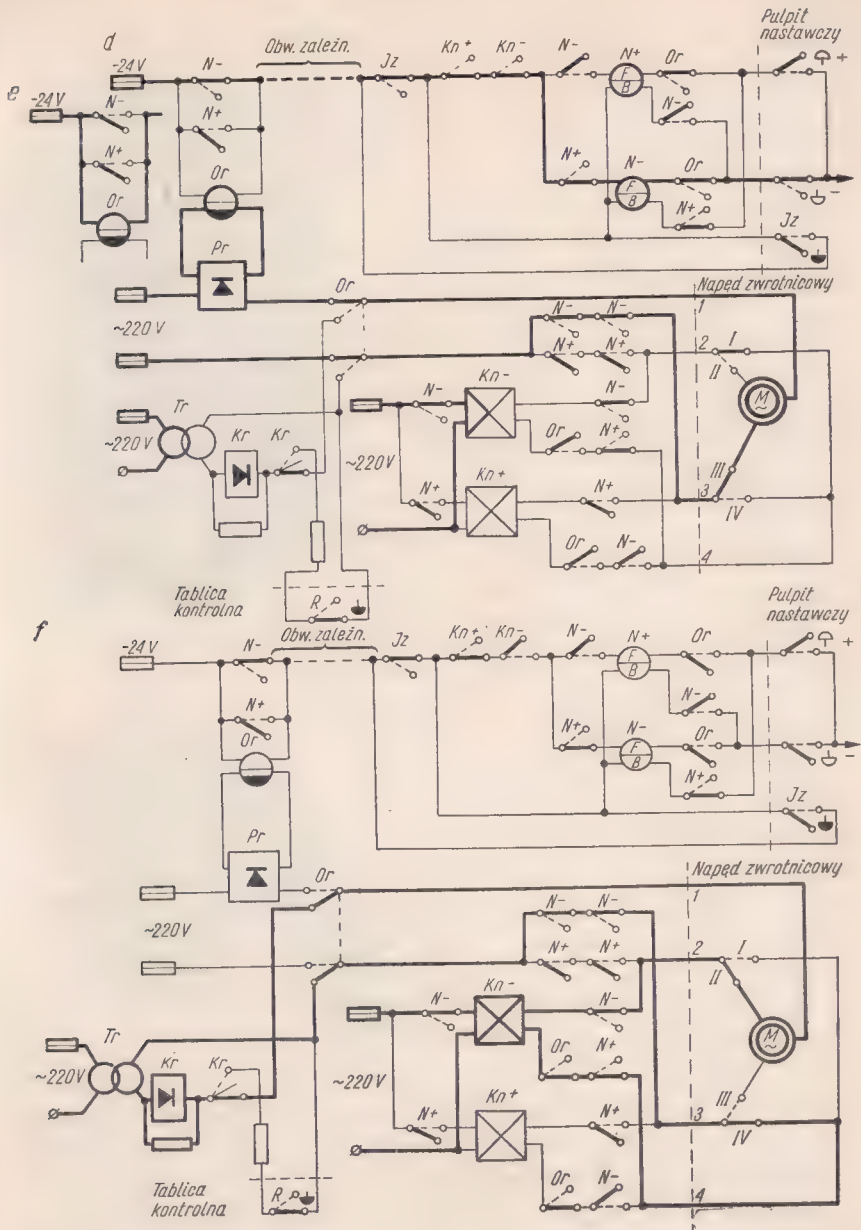 d
-24V
N-
Obw. zależn.
Jz
Kn+
Kn-
N-
N+
F
B
Or
Pulpit
nastawczy
+
e
-24V
N-
N+
N-
N+
Or
Or
N+
N-
F
B
Or
N+
-
Jz
Pr
Or
Napęd zwrotnicowy
~220V
1
N-
N-
N+
N+
2
I
II
M
~
Tr
~220V
Kr
Kr
N-
Kn-
N-
Or
N+
~220V
N+
Kn+
N+
III
3
IV
Or
N-
4
Tablica
kontrolna
R
f
-24V
N-
Obw. zależn.
Jz
Kn+
Kn-
N-
N+
F
B
Or
Pulpit
nastawczy
+
N+
Or
N-
N+
N-
F
B
Or
N+
-
Jz
Pr
Or
Napęd zwrotnicowy
~220V
1
N-
N-
N+
N+
2
I
II
M
~
Tr
~220V
Kr
Kr
N-
Kn-
N-
Or
N+
~220V
N+
Kn+
N+
III
3
IV
Or
N-
4
Tablica
kontrolna
R